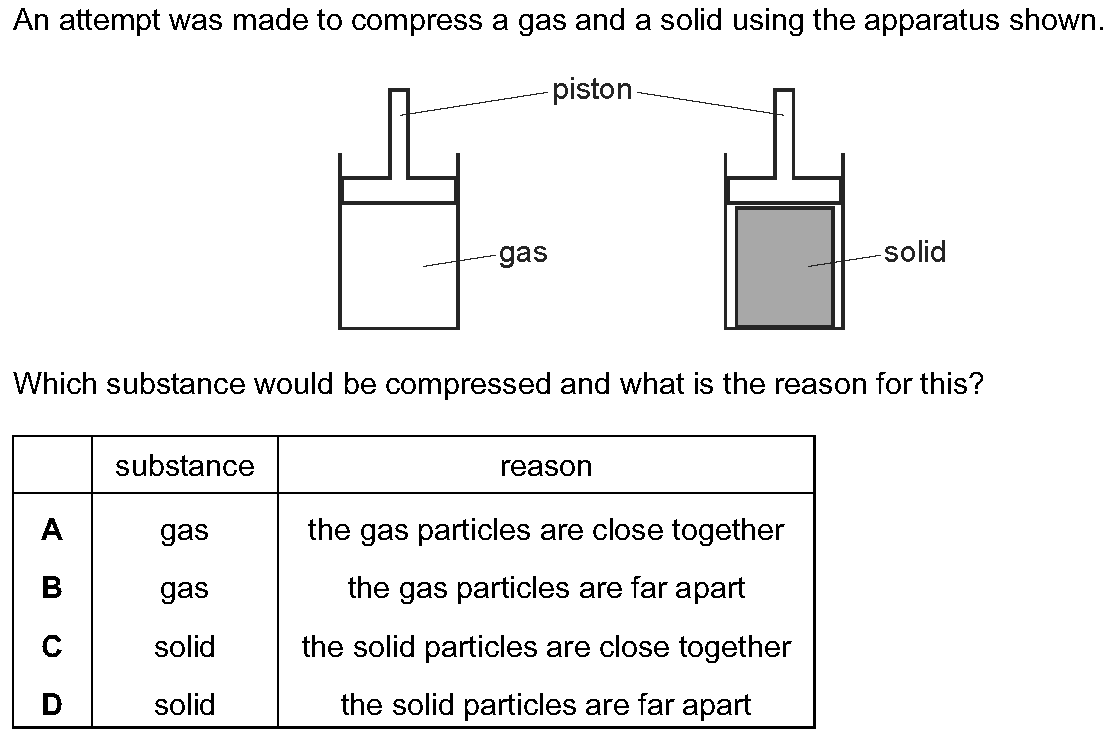 An attempt was made to compress a gas and a solid using the apparatus shown.
piston
gas
solid
Which substance would be compressed and what is the reason for this?
substance reason
A gas the gas particles are close together
B gas the gas particles are far apart
C solid the solid particles are close together
D solid the solid particles are far apart